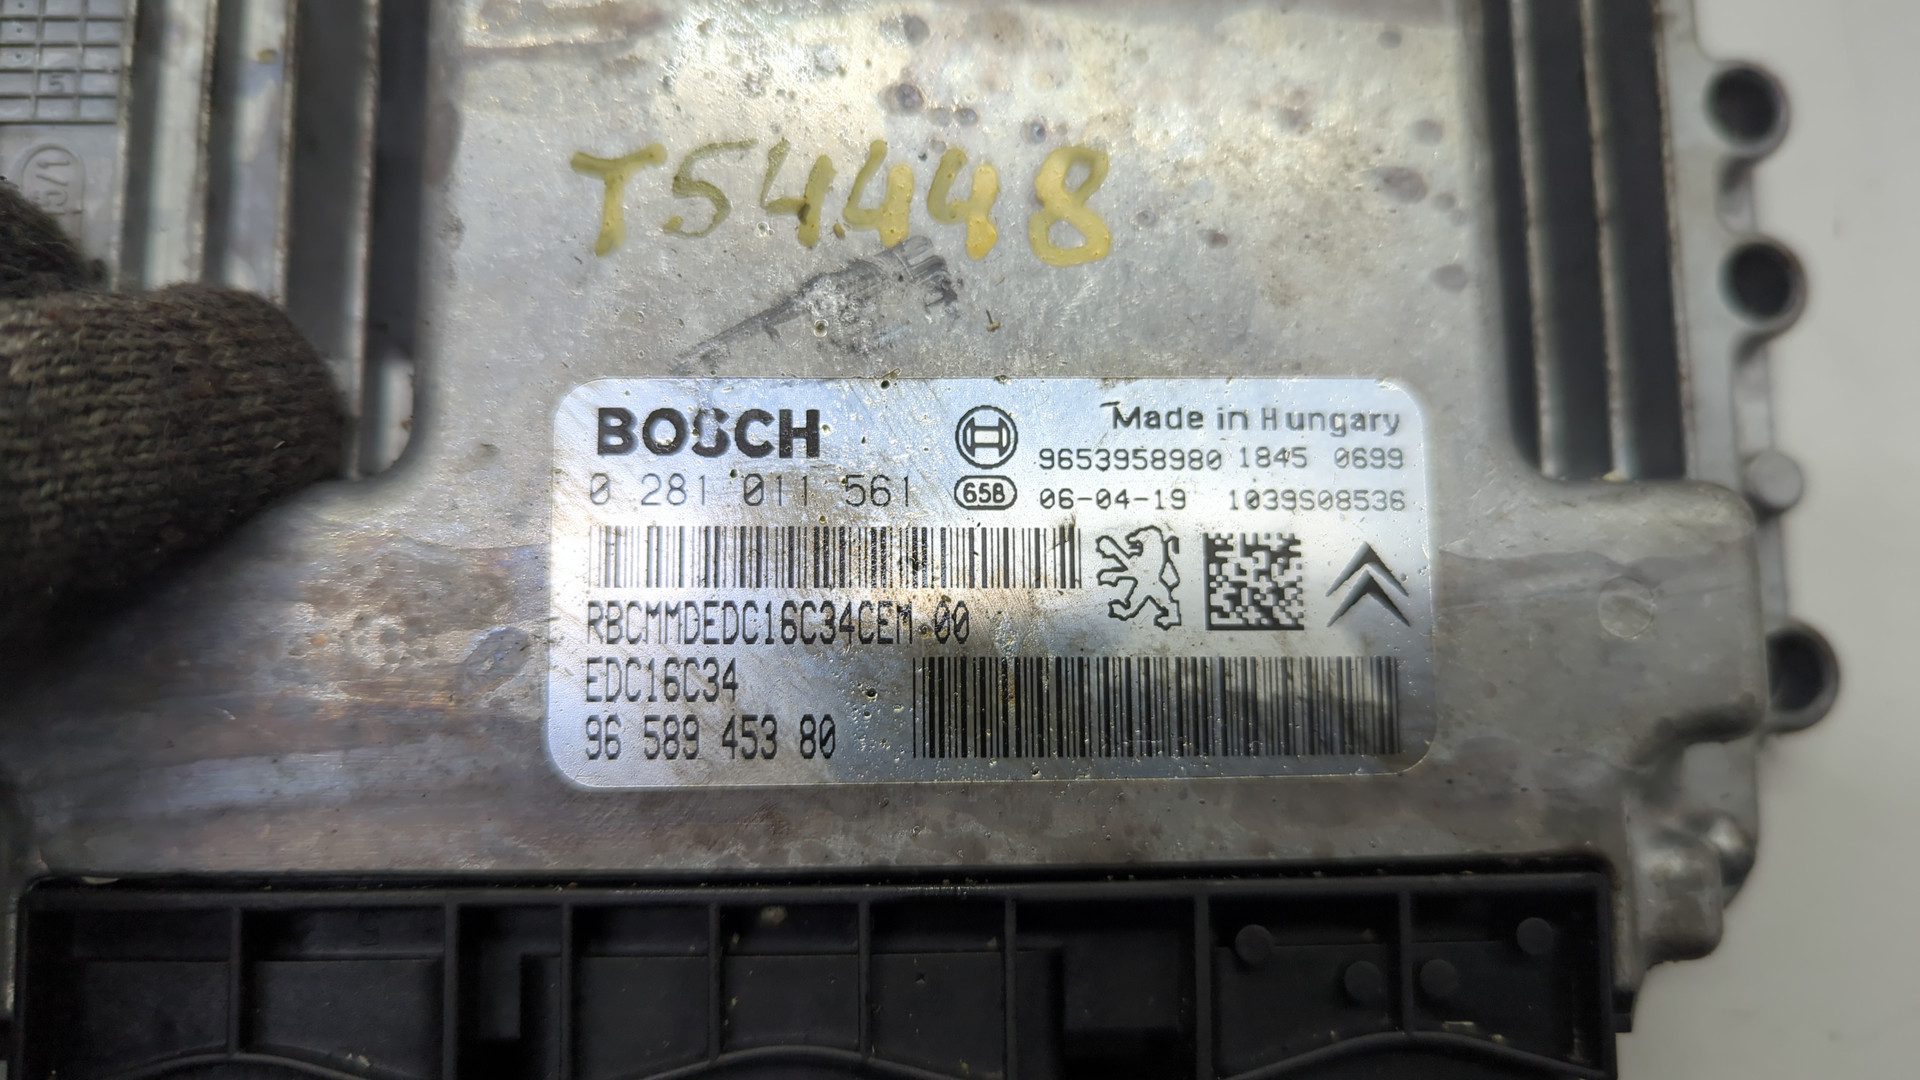 5
T54448
BOSCH
Made in Hungary
9653958980 1845 0699
0 281 011 561
65B
06-04-19 1039S08536
RBCMMDEDC16C34CEM-00
EDC16C34
96 589 453 80